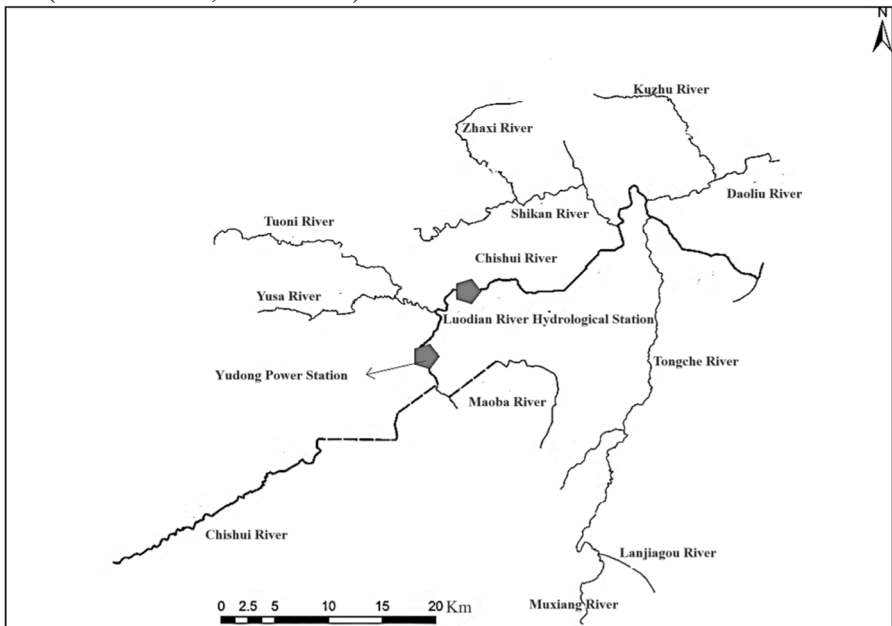 N
Kuzhu River
Zhaxi River
Daoliu River
Shikan River
Tuoni River
Chishui River
Yusa River
Luodian River Hydrological Station
Tongche River
Yudong Power Station
Maoba River
Chishui River
Lanjiagou River
Muxiang River
0 2.5 5 10 15 20 Km